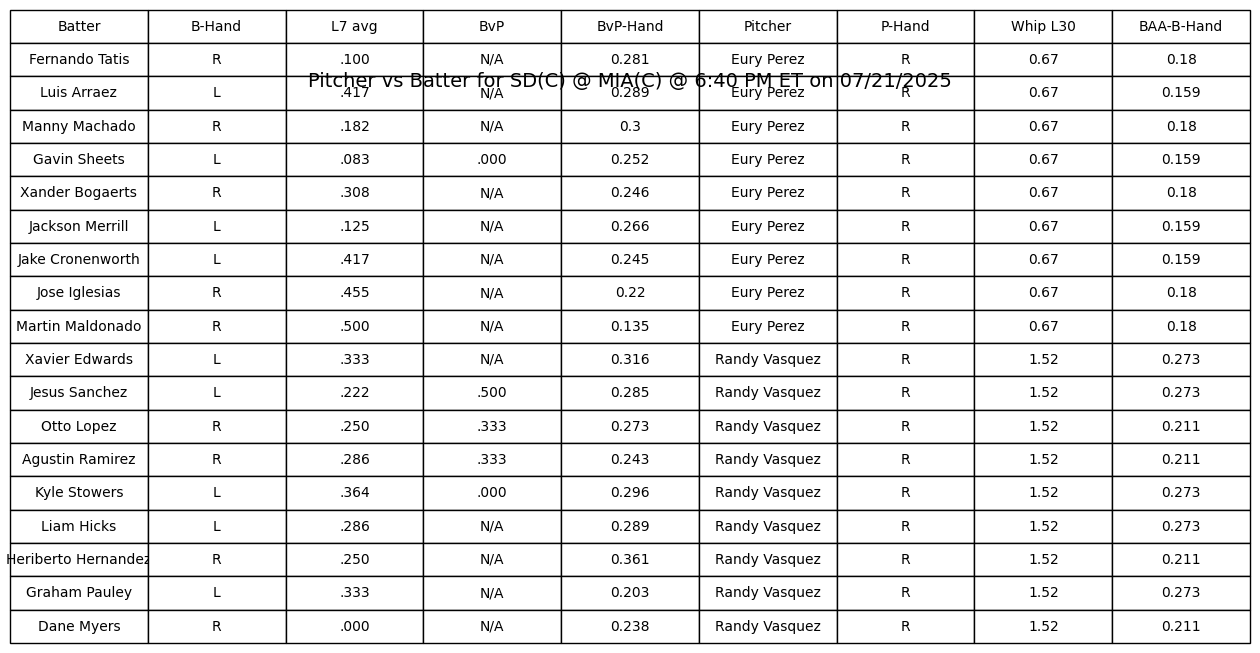 Batter B-Hand L7 avg BvP BvP-Hand Pitcher P-Hand Whip L30 BAA-B-Hand
Fernando Tatis R .100 N/A 0.281 Eury Perez R 0.67 0.18
Pitcher vs Batter for SD(C) @ MIA(C) @ 6:40 PM ET on 07/21/2025
Luis Arraez L .417 N/A 0.289 Eury Perez R 0.67 0.159
Manny Machado R .182 N/A 0.3 Eury Perez R 0.67 0.18
Gavin Sheets L .083 .000 0.252 Eury Perez R 0.67 0.159
Xander Bogaerts R .308 N/A 0.246 Eury Perez R 0.67 0.18
Jackson Merrill L .125 N/A 0.266 Eury Perez R 0.67 0.159
Jake Cronenworth L .417 N/A 0.245 Eury Perez R 0.67 0.159
Jose Iglesias R .455 N/A 0.22 Eury Perez R 0.67 0.18
Martin Maldonado R .500 N/A 0.135 Eury Perez R 0.67 0.18
Xavier Edwards L .333 N/A 0.316 Randy Vasquez R 1.52 0.273
Jesus Sanchez L .222 .500 0.285 Randy Vasquez R 1.52 0.273
Otto Lopez R .250 .333 0.273 Randy Vasquez R 1.52 0.211
Agustin Ramirez R .286 .333 0.243 Randy Vasquez R 1.52 0.211
Kyle Stowers L .364 .000 0.296 Randy Vasquez R 1.52 0.273
Liam Hicks L .286 N/A 0.289 Randy Vasquez R 1.52 0.273
Heriberto Hernandez R .250 N/A 0.361 Randy Vasquez R 1.52 0.211
Graham Pauley L .333 N/A 0.203 Randy Vasquez R 1.52 0.273
Dane Myers R .000 N/A 0.238 Randy Vasquez R 1.52 0.211